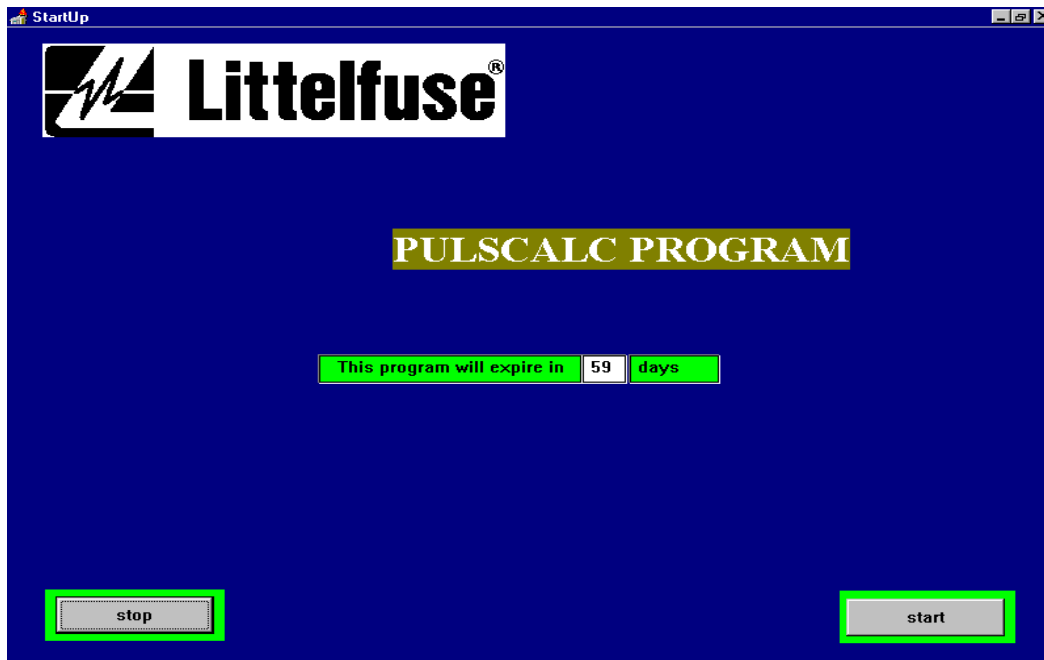 StartUp
Littelfuse®
PULSCALC PROGRAM
This program will expire in 59 days
stop
start